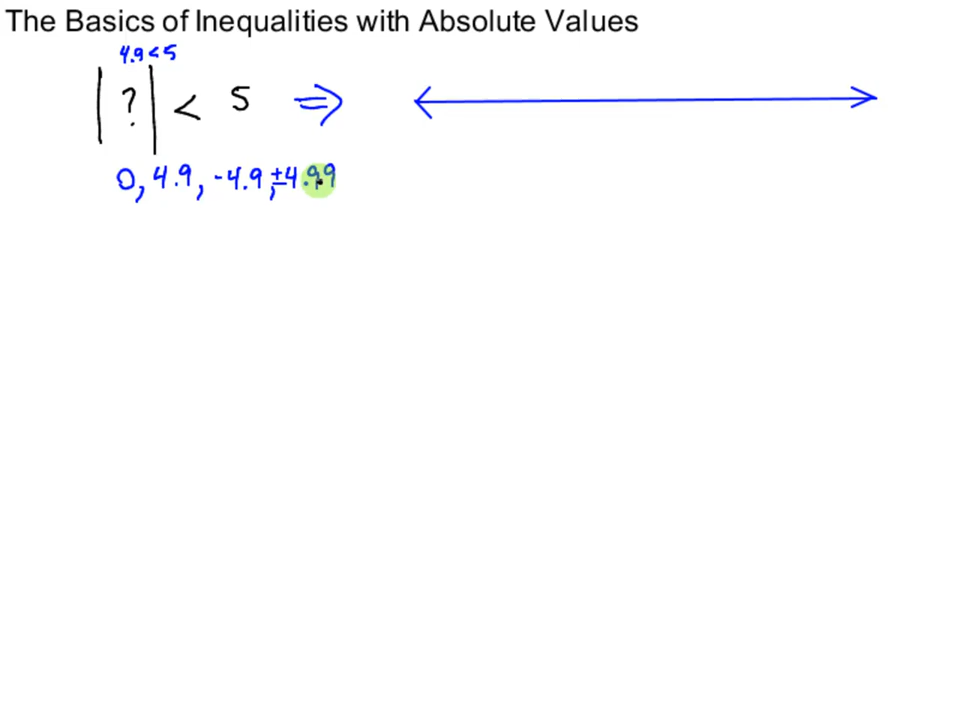 The Basics of Inequalities with Absolute Values
4.9 < 5
|?| < 5 ⇒
0, 4.9, -4.9, ±4.99